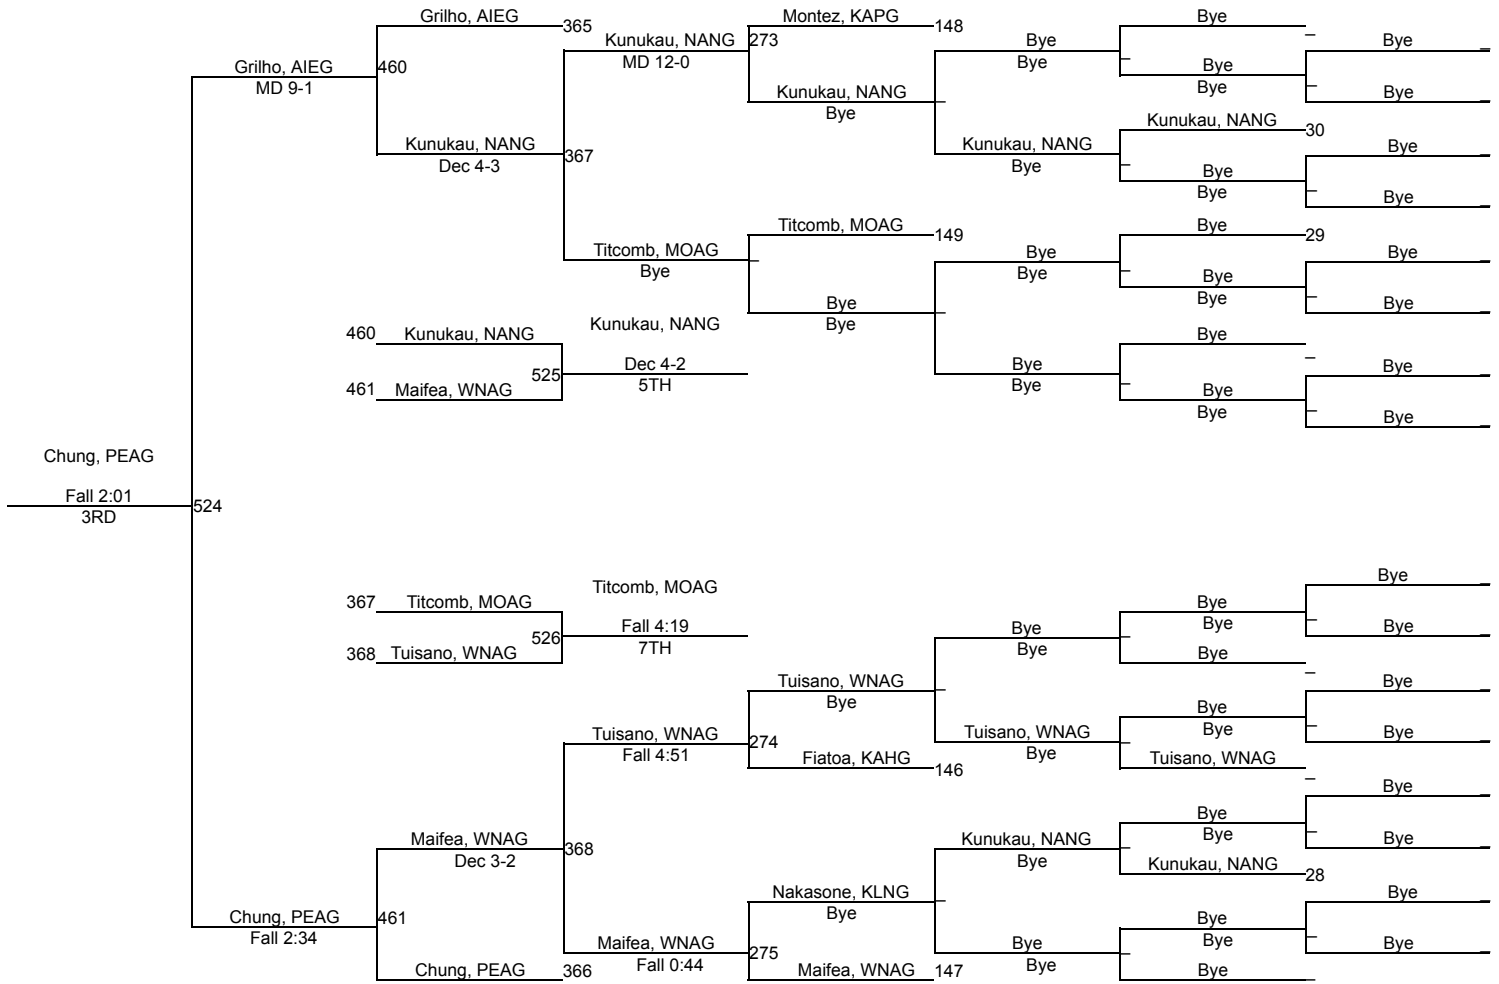 Grilho, AIEG
365
Montez, KAPG
148
Bye
_
Kunukau, NANG
273
MD 12-0
Bye
Bye
Bye
_
Grilho, AIEG
460
MD 9-1
_
Bye
Bye
Kunukau, NANG
Bye
_
_
Bye
_
Kunukau, NANG
30
Kunukau, NANG
367
Dec 4-3
Kunukau, NANG
Bye
_
Bye
Bye
Bye
_
_
Bye
_
Titcomb, MOAG
149
Bye
29
Titcomb, MOAG
_
Bye
Bye
Bye
_
Bye
Bye
Bye
_
_
Bye
_
Bye
Bye
_
460
Kunukau, NANG
Kunukau, NANG
Bye
_
525
Dec 4-2
5TH
Bye
Bye
_
Bye
_
461
Maifea, WNAG
Bye
Bye
_
Bye
_
Chung, PEAG
Fall 2:01
3RD
524
Bye
_
Titcomb, MOAG
367
Titcomb, MOAG
Bye
Bye
_
526
Fall 4:19
7TH
Bye
Bye
_
Bye
_
368
Tuisano, WNAG
Bye
_
Tuisano, WNAG
Bye
_
Bye
_
Bye
Bye
_
Tuisano, WNAG
274
Fall 4:51
Tuisano, WNAG
Bye
_
Bye
_
Fiatoa, KAHG
146
Tuisano, WNAG
_
Bye
_
Bye
Bye
_
Maifea, WNAG
368
Dec 3-2
Kunukau, NANG
Bye
_
Bye
_
Kunukau, NANG
28
Nakasone, KLNG
Bye
_
Bye
_
Chung, PEAG
461
Fall 2:34
Bye
Bye
_
Maifea, WNAG
275
Fall 0:44
Bye
Bye
_
Bye
_
Chung, PEAG
366
Maifea, WNAG
147
Bye
_